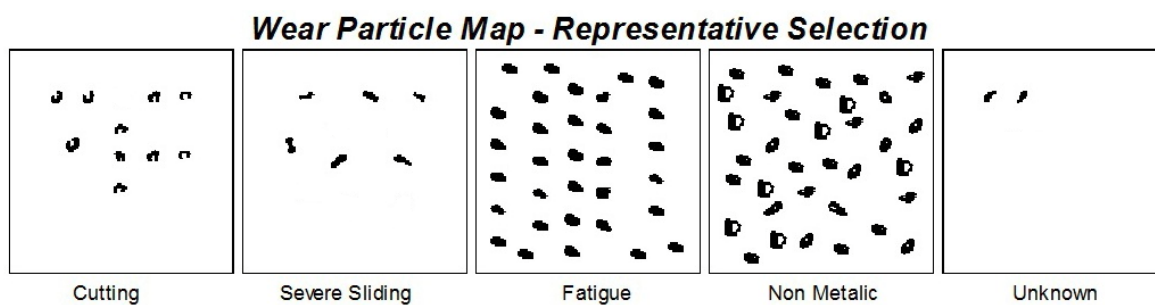 Wear Particle Map - Representative Selection
Cutting
Severe Sliding
Fatigue
Non Metalic
Unknown